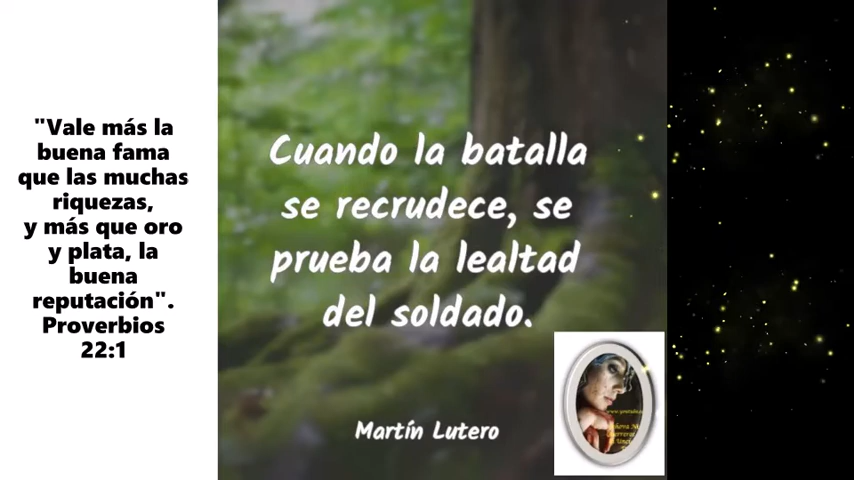 "Vale más la
buena fama
que las muchas
riquezas,
y más que oro
y plata, la
buena
reputación".
Proverbios
22:1
Cuando la batalla
se recrudece, se
prueba la lealtad
del soldado.
Martín Lutero